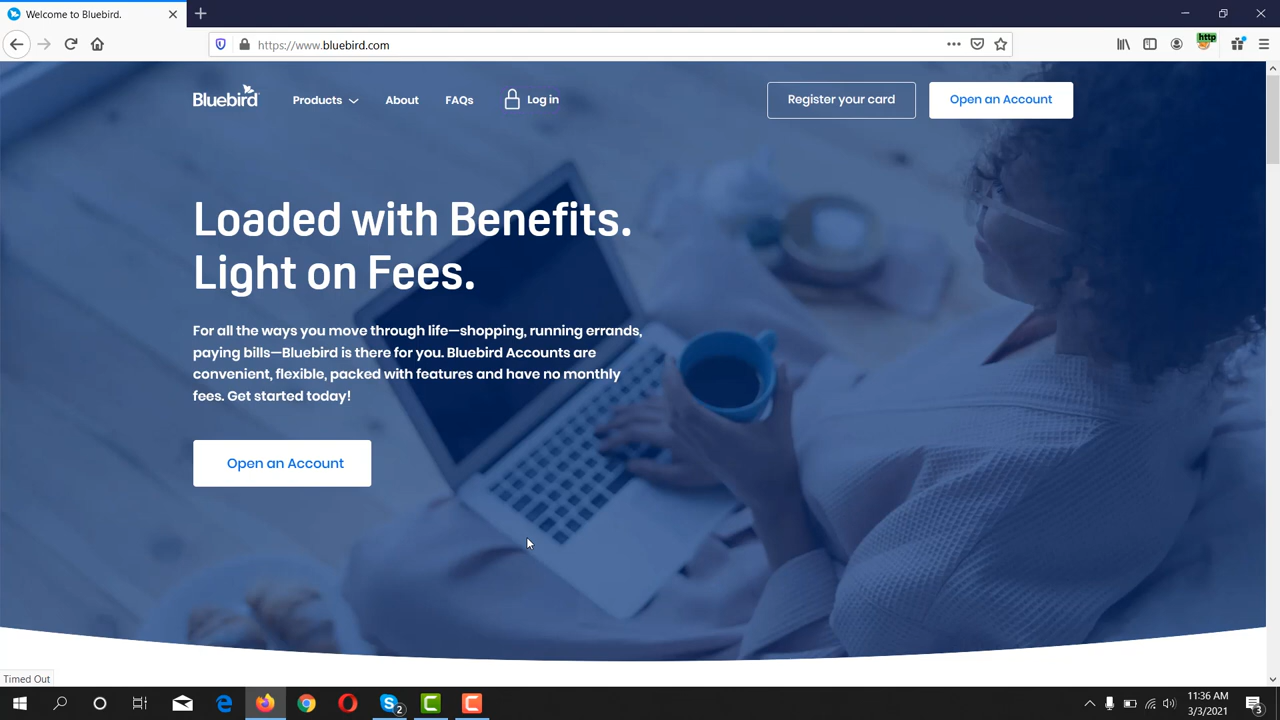 Welcome to Bluebird.
https://www.bluebird.com
http
Bluebird
Products
About
FAQs
Log in
Register your card
Open an Account
Loaded with Benefits.
Light on Fees.
For all the ways you move through life—shopping, running errands,
paying bills—Bluebird is there for you. Bluebird Accounts are
convenient, flexible, packed with features and have no monthly
fees. Get started today!
Open an Account
Timed Out
2
11:36 AM
3/3/2021
3